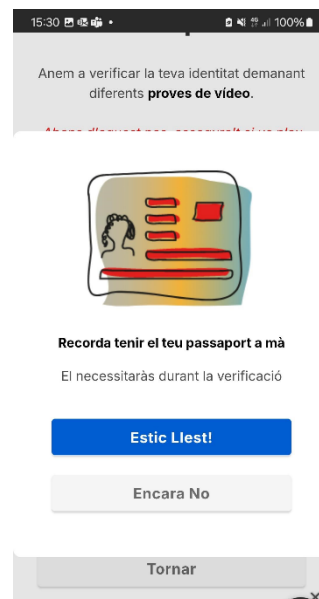 15:30 100%
Anem a verificar la teva identitat demanant
diferents proves de vídeo.
Recorda tenir el teu passaport a mà
El necessitaràs durant la verificació
Estic Llest!
Encara No
Tornar